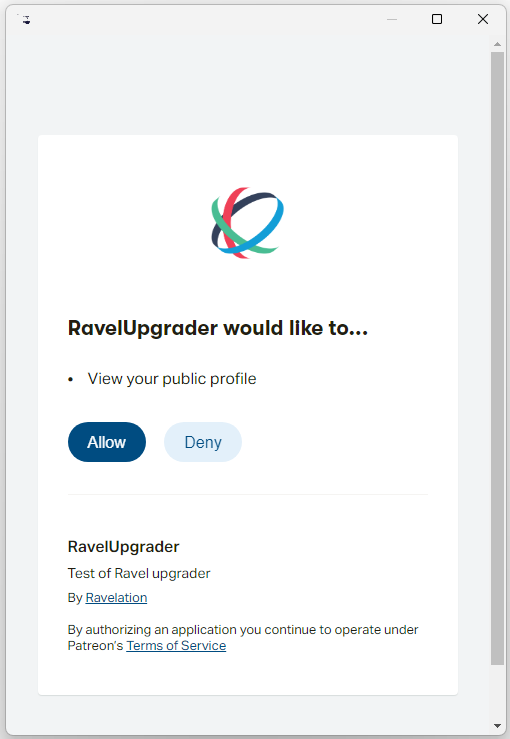 RavelUpgrader would like to...
• View your public profile
Allow Deny
RavelUpgrader
Test of Ravel upgrader
By Ravelation
By authorizing an application you continue to operate under
Patreon's Terms of Service